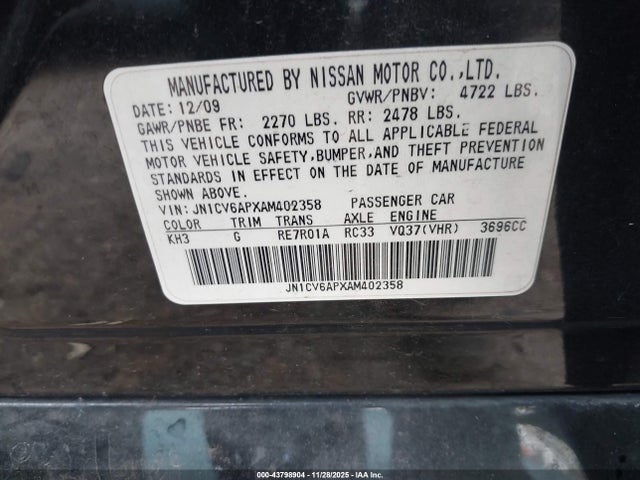 MANUFACTURED BY NISSAN MOTOR CO.,LTD.
DATE: 12/09 GVWR/PNBV: 4722 LBS.
GAWR/PNBE FR: 2270 LBS. RR: 2478 LBS.
THIS VEHICLE CONFORMS TO ALL APPLICABLE FEDERAL
MOTOR VEHICLE SAFETY,BUMPER,AND THEFT PREVENTION
STANDARDS IN EFFECT ON THE DATE OF MANUFACTURE
SHOWN ABOVE.
VIN: JN1CV6APXAM402358 PASSENGER CAR
COLOR TRIM TRANS AXLE ENGINE
KH3 G RE7R01A RC33 VQ37(VHR) 3696CC
JN1CV6APXAM402358
000-43798904 | 11/28/2025 | IAA Corp.